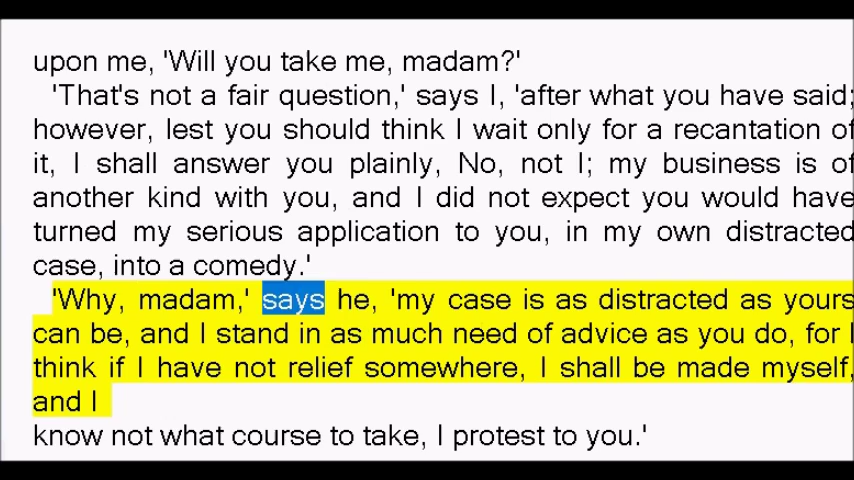 upon me, 'Will you take me, madam?'
'That's not a fair question,' says I, 'after what you have said;
however, lest you should think I wait only for a recantation of
it, I shall answer you plainly, No, not I; my business is of
another kind with you, and I did not expect you would have
turned my serious application to you, in my own distracted
case, into a comedy.'
'Why, madam,' says he, 'my case is as distracted as yours
can be, and I stand in as much need of advice as you do, for I
think if I have not relief somewhere, I shall be made myself,
and I
know not what course to take, I protest to you.'